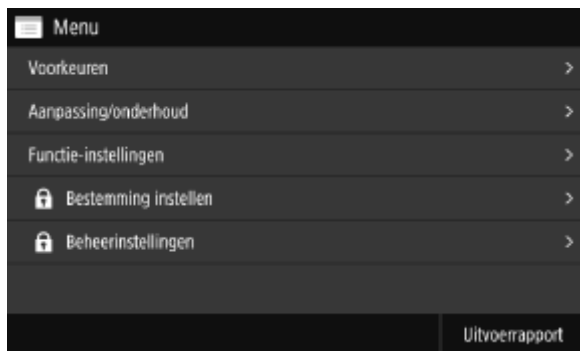 Menu
Voorkeuren
Aanpassing/onderhoud
Functie-instellingen
Bestemming instellen
Beheerinstellingen
Uitvoerrapport